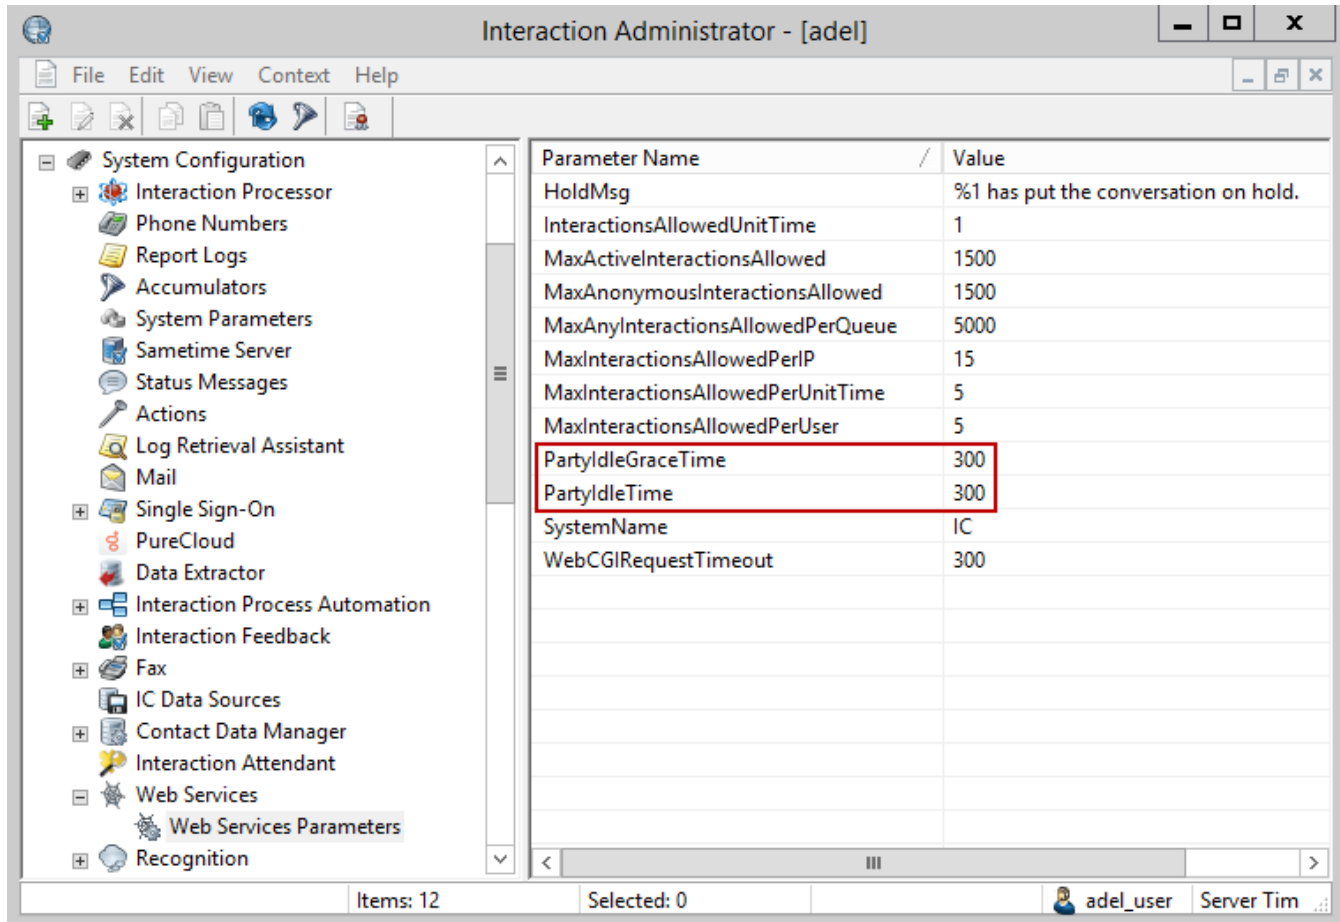 Interaction Administrator - [adel]
File Edit View Context Help
System Configuration
Interaction Processor
Phone Numbers
Report Logs
Accumulators
System Parameters
Sametime Server
Status Messages
Actions
Log Retrieval Assistant
Mail
Single Sign-On
PureCloud
Data Extractor
Interaction Process Automation
Interaction Feedback
Fax
IC Data Sources
Contact Data Manager
Interaction Attendant
Web Services
Web Services Parameters
Recognition
Parameter Name Value
HoldMsg %1 has put the conversation on hold.
InteractionsAllowedUnitTime 1
MaxActiveInteractionsAllowed 1500
MaxAnonymousInteractionsAllowed 1500
MaxAnyInteractionsAllowedPerQueue 5000
MaxInteractionsAllowedPerIP 15
MaxInteractionsAllowedPerUnitTime 5
MaxInteractionsAllowedPerUser 5
PartyIdleGraceTime 300
PartyIdleTime 300
SystemName IC
WebCGIRequestTimeout 300
Items: 12 Selected: 0 adel_user Server Tim